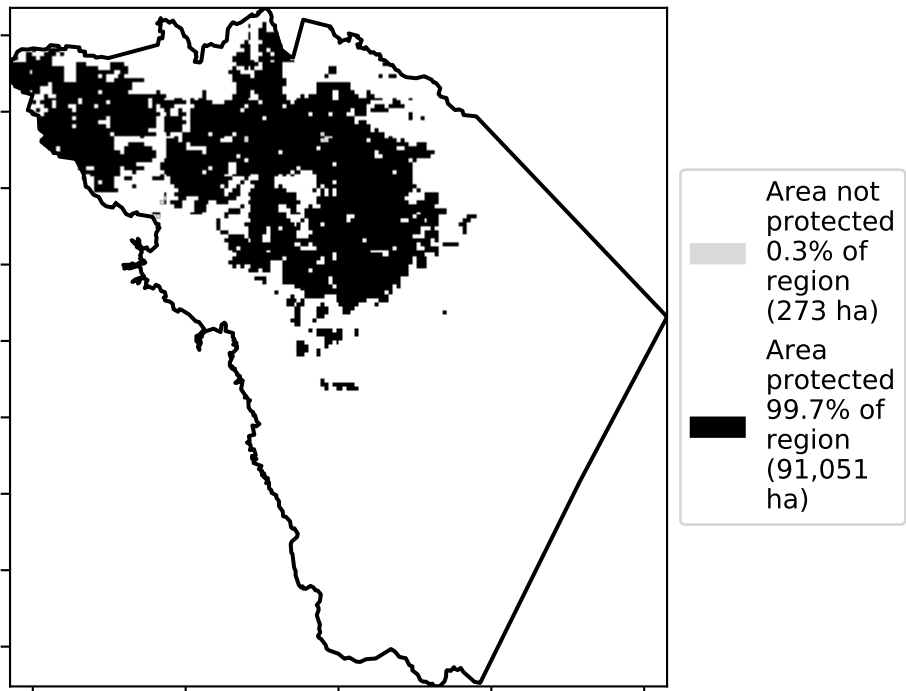 Area not
protected
0.3% of
region
(273 ha)
Area
protected
99.7% of
region
(91,051
ha)